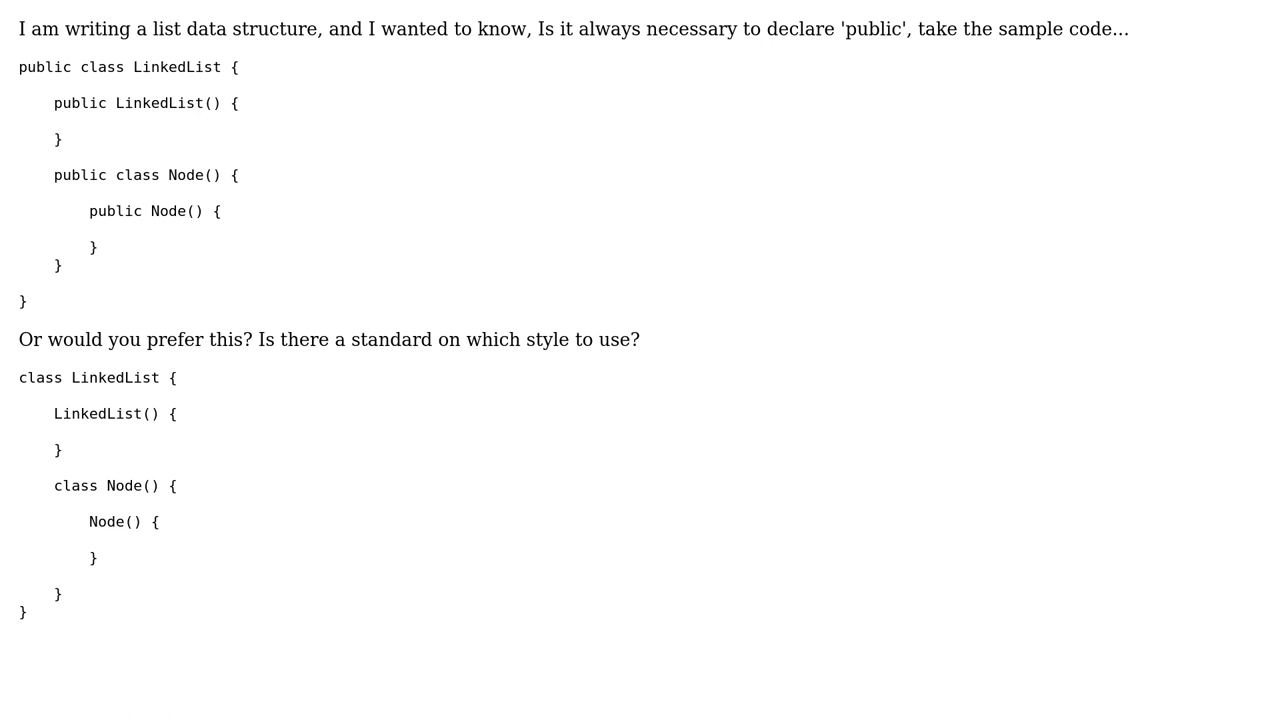 I am writing a list data structure, and I wanted to know, Is it always necessary to declare 'public', take the sample code...
public class LinkedList {
    public LinkedList() {
    }
    public class Node() {
        public Node() {
        }
    }
}
Or would you prefer this? Is there a standard on which style to use?
class LinkedList {
    LinkedList() {
    }
    class Node() {
        Node() {
        }
    }
}